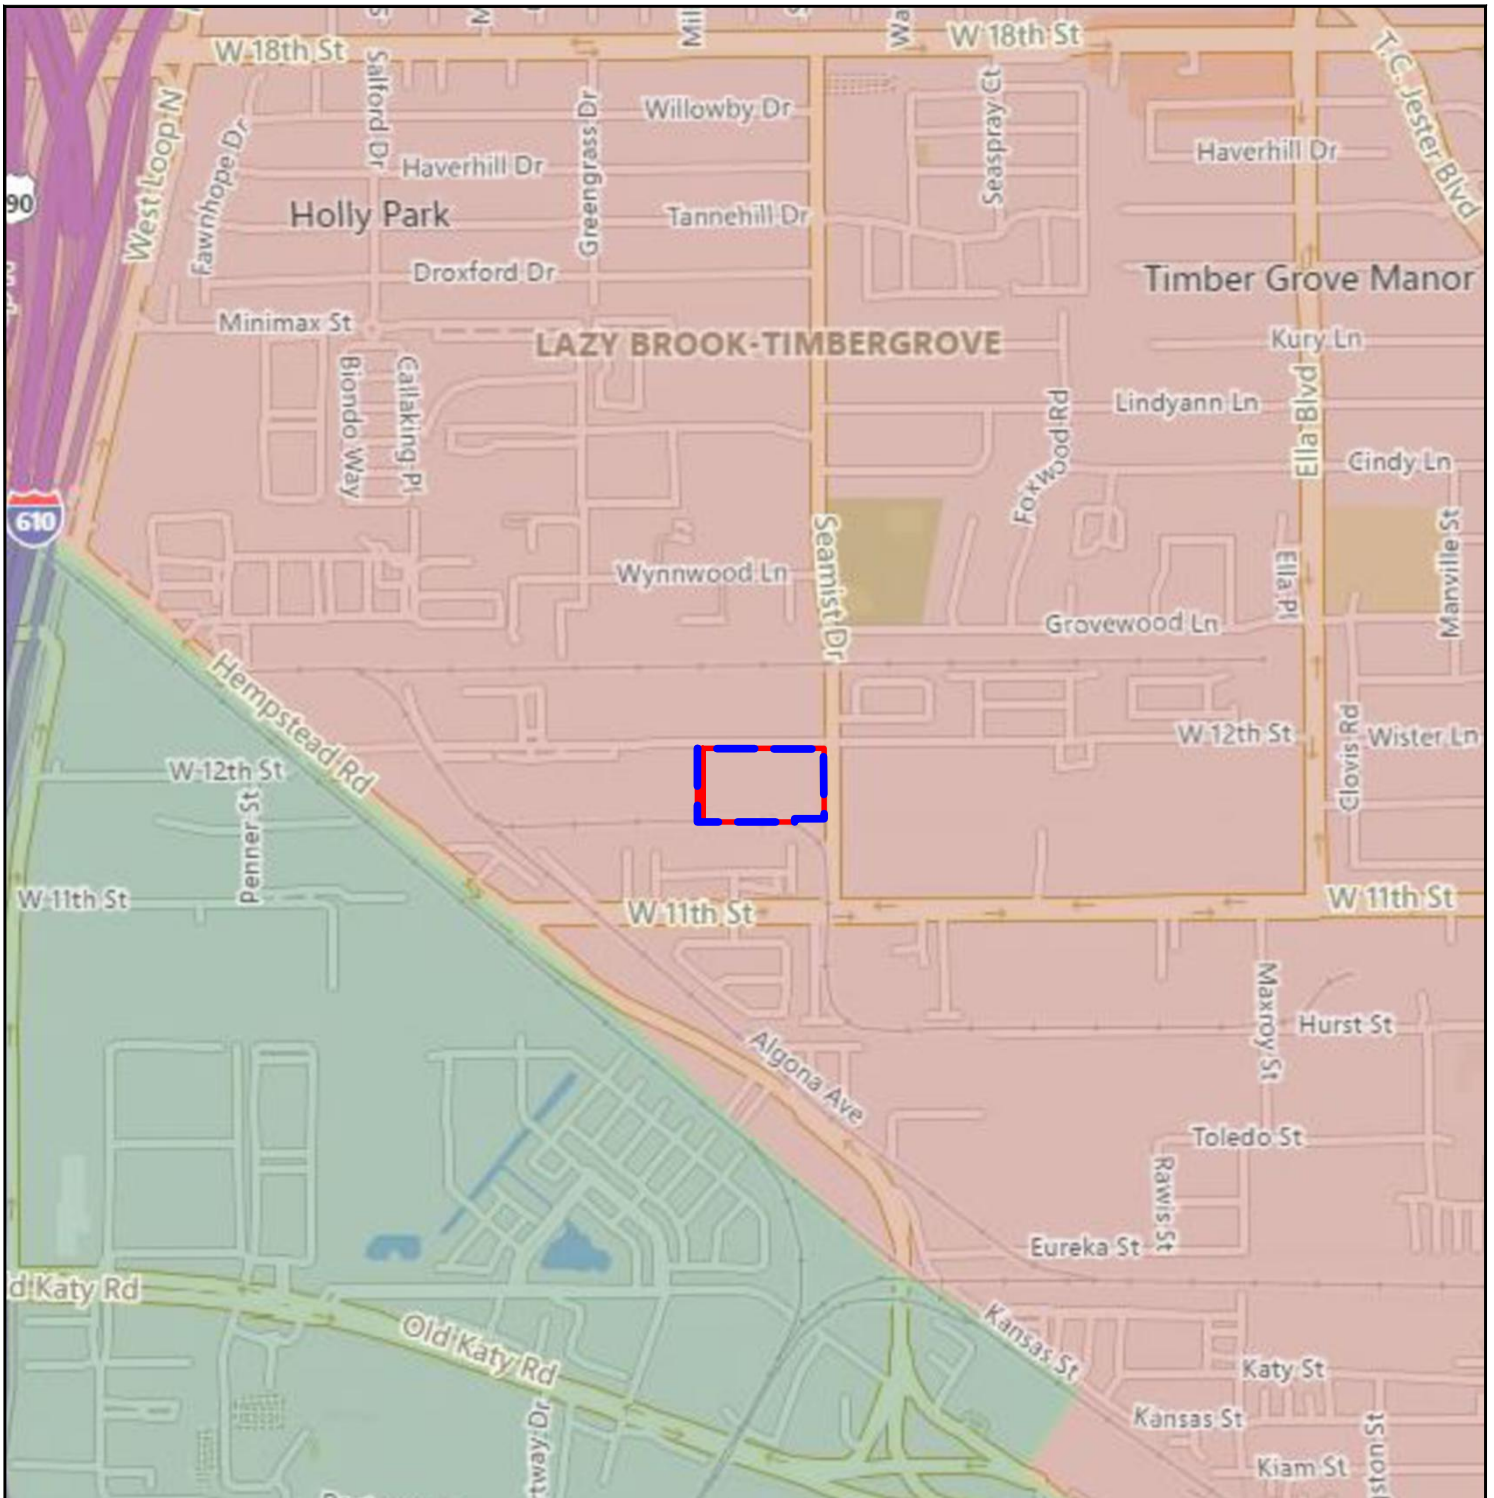 W 18th St
W 18th St
T.C. Jester Blvd
West Loop N
Salford Dr
Willowby Dr
Seaspray Ct
Fawnhope Dr
Greengrass Dr
Haverhill Dr
Haverhill Dr
90
Holly Park
Tannehill Dr
Droxford Dr
Timber Grove Manor
Minimax St
LAZY BROOK-TIMBERGROVE
Kury Ln
Biondo Way
Callaking Pl
Foxwood Rd
Lindyann Ln
Ella Blvd
Cindy Ln
610
Seamist Dr
Wynnwood Ln
Ella Pl
Manville St
Grovewood Ln
Hempstead Rd
W 12th St
Clovis Rd
Wister Ln
W 12th St
Penner St
W 11th St
W 11th St
W 11th St
Maxroy St
Hurst St
Algona Ave
Toledo St
Rawls St
Eureka St
d Katy Rd
Old Katy Rd
Kansas St
Katy St
Kansas St
rtway Dr
gston St
Kiam St